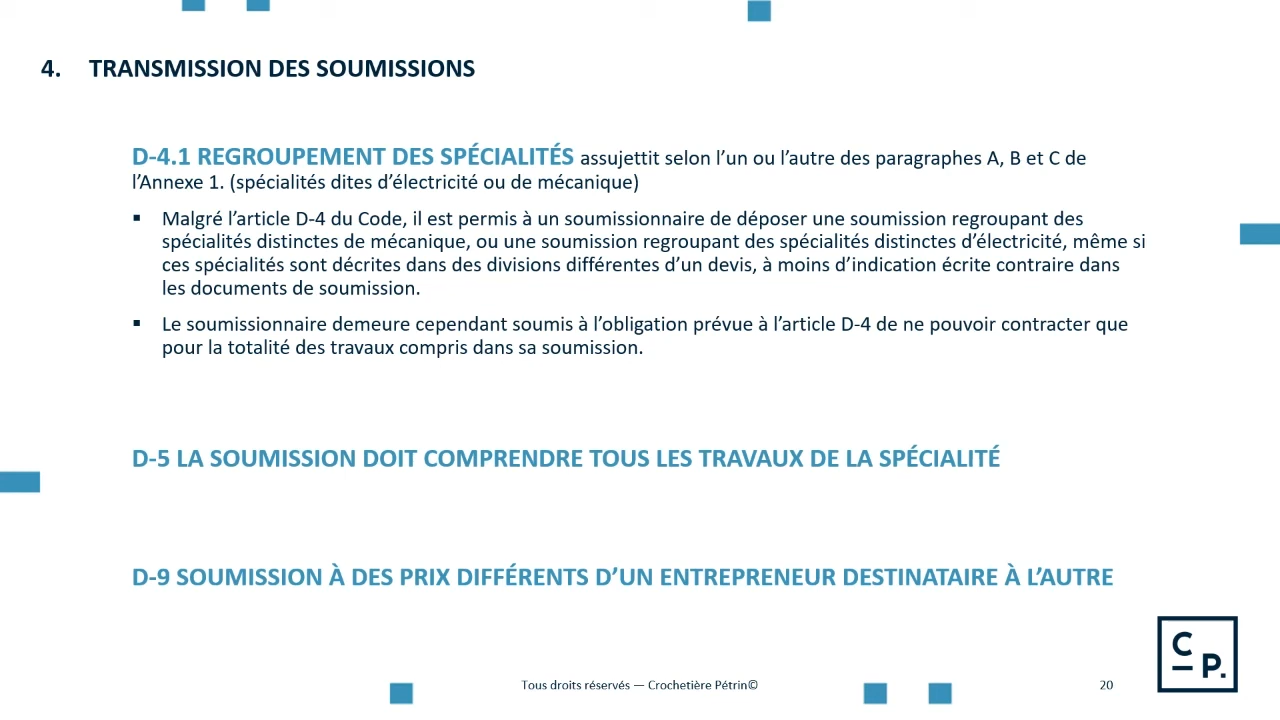 4. TRANSMISSION DES SOUMISSIONS
D-4.1 REGROUPEMENT DES SPÉCIALITÉS assujettit selon l’un ou l’autre des paragraphes A, B et C de
l’Annexe 1. (spécialités dites d’électricité ou de mécanique)
▪ Malgré l’article D-4 du Code, il est permis à un soumissionnaire de déposer une soumission regroupant des
spécialités distinctes de mécanique, ou une soumission regroupant des spécialités distinctes d’électricité, même si
ces spécialités sont décrites dans des divisions différentes d’un devis, à moins d’indication écrite contraire dans
les documents de soumission.
▪ Le soumissionnaire demeure cependant soumis à l’obligation prévue à l’article D-4 de ne pouvoir contracter que
pour la totalité des travaux compris dans sa soumission.
D-5 LA SOUMISSION DOIT COMPRENDRE TOUS LES TRAVAUX DE LA SPÉCIALITÉ
D-9 SOUMISSION À DES PRIX DIFFÉRENTS D’UN ENTREPRENEUR DESTINATAIRE À L’AUTRE
C
P.
Tous droits réservés — Crochetière Pétrin©
20